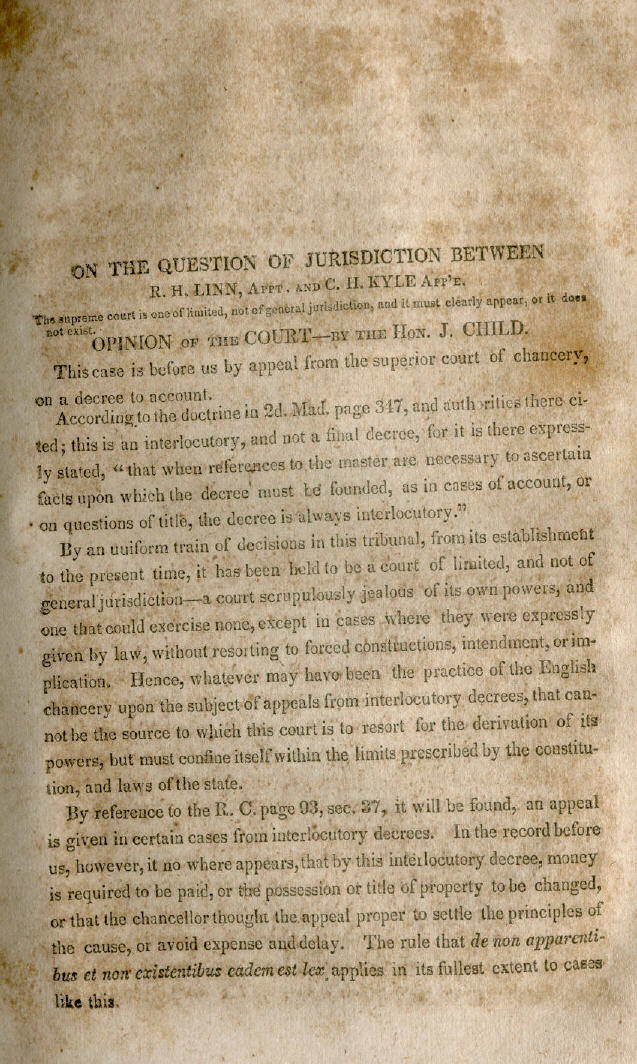 ON THE QUESTION OF JURISDICTION BETWEEN
R. H. LINN, APPT. AND C. H. KYLE APP'E.
The supreme court is one of limited, not of general jurisdiction, and it must clearly appear, or it does
not exist.
OPINION OF THE COURT—BY THE HON. J. CHILD.
This case is before us by appeal from the superior court of chancery,
on a decree to account.
According to the doctrine in 2d. Mad. page 347, and authorities there ci-
ted; this is an interlocutory, and not a final decree, for it is there express-
ly stated, "that when references to the master are necessary to ascertain
facts upon which the decree must be founded, as in cases of account, or
on questions of title, the decree is always interlocutory."
By an uuiform train of decisions in this tribunal, from its establishment
to the present time, it has been held to be a court of limited, and not of
general jurisdiction—a court scrupulously jealous of its own powers, and
one that could exercise none, except in cases where they were expressly
given by law, without resorting to forced constructions, intendment, or im-
plication. Hence, whatever may have been the practice of the English
chancery upon the subject of appeals from interlocutory decrees, that can-
not be the source to which this court is to resort for the derivation of its
powers, but must confine itself within the limits prescribed by the constitu-
tion, and laws of the state.
By reference to the R. C. page 93, sec. 37, it will be found, an appeal
is given in certain cases from interlocutory decrees. In the record before
us, however, it no where appears, that by this interlocutory decree, money
is required to be paid, or the possession or title of property to be changed,
or that the chancellor thought the appeal proper to settle the principles of
the cause, or avoid expense and delay. The rule that de non apparenti-
bus et non existentibus eadem est lex, applies in its fullest extent to cases
like this.